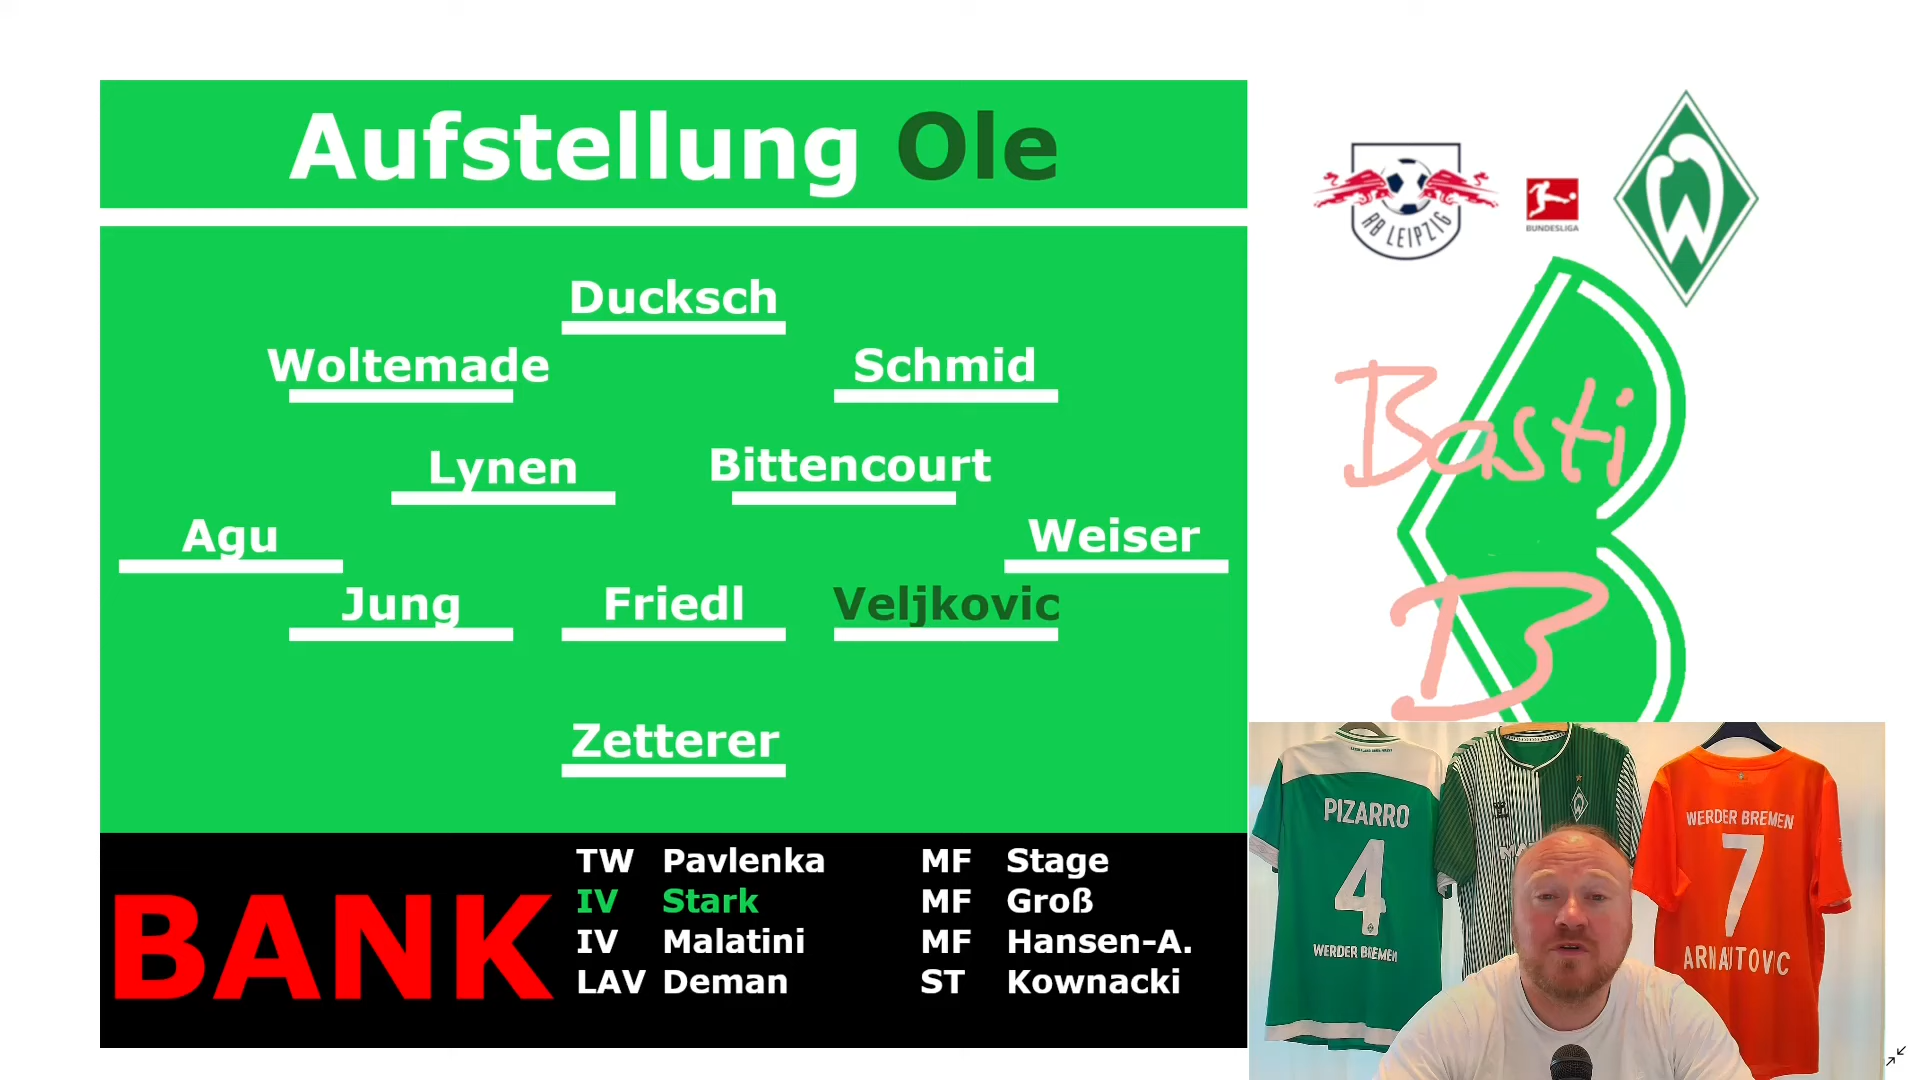 Aufstellung Ole
Ducksch
Woltemade Schmid
Lynen Bittencourt
Agu Weiser
Jung Friedl Veljkovic
Zetterer
BANK
TW Pavlenka MF Stage
IV Stark MF Groß
IV Malatini MF Hansen-A.
LAV Deman ST Kownacki
RB LEIPZIG
BUNDESLIGA
W
Basti
B
PIZARRO
4
WERDER BREMEN
WERDER BREMEN
7
ARNAUTOVIC